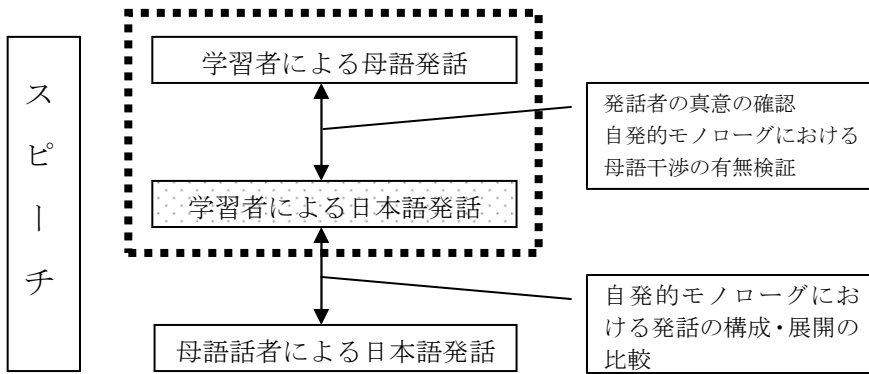 スピーチ
学習者による母語発話
発話者の真意の確認
自発的モノローグにおける
母語干渉の有無検証
学習者による日本語発話
自発的モノローグにお
ける発話の構成・展開の
比較
母語話者による日本語発話